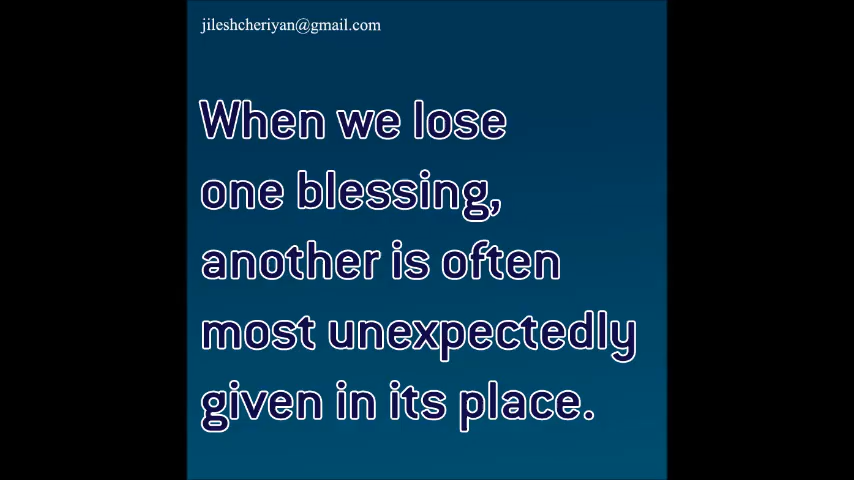 jileshcheriyan@gmail.com
When we lose
one blessing,
another is often
most unexpectedly
given in its place.